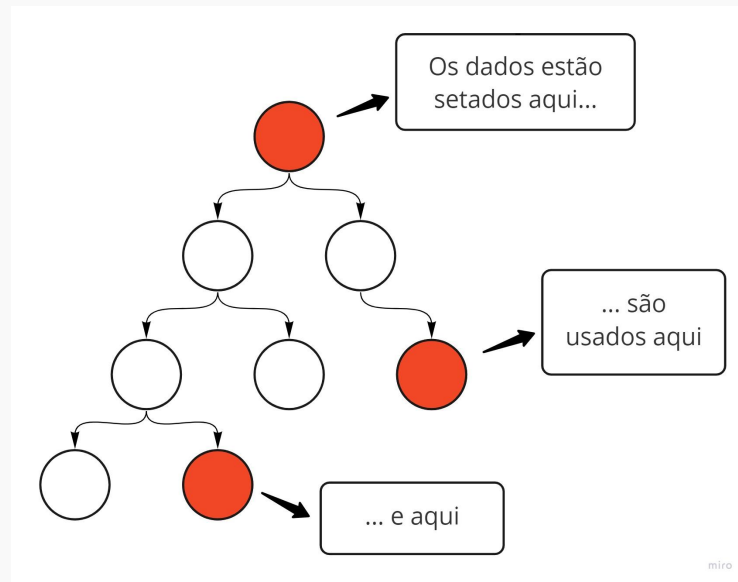 Os dados estão
setados aqui...
... são
usados aqui
... e aqui
miro